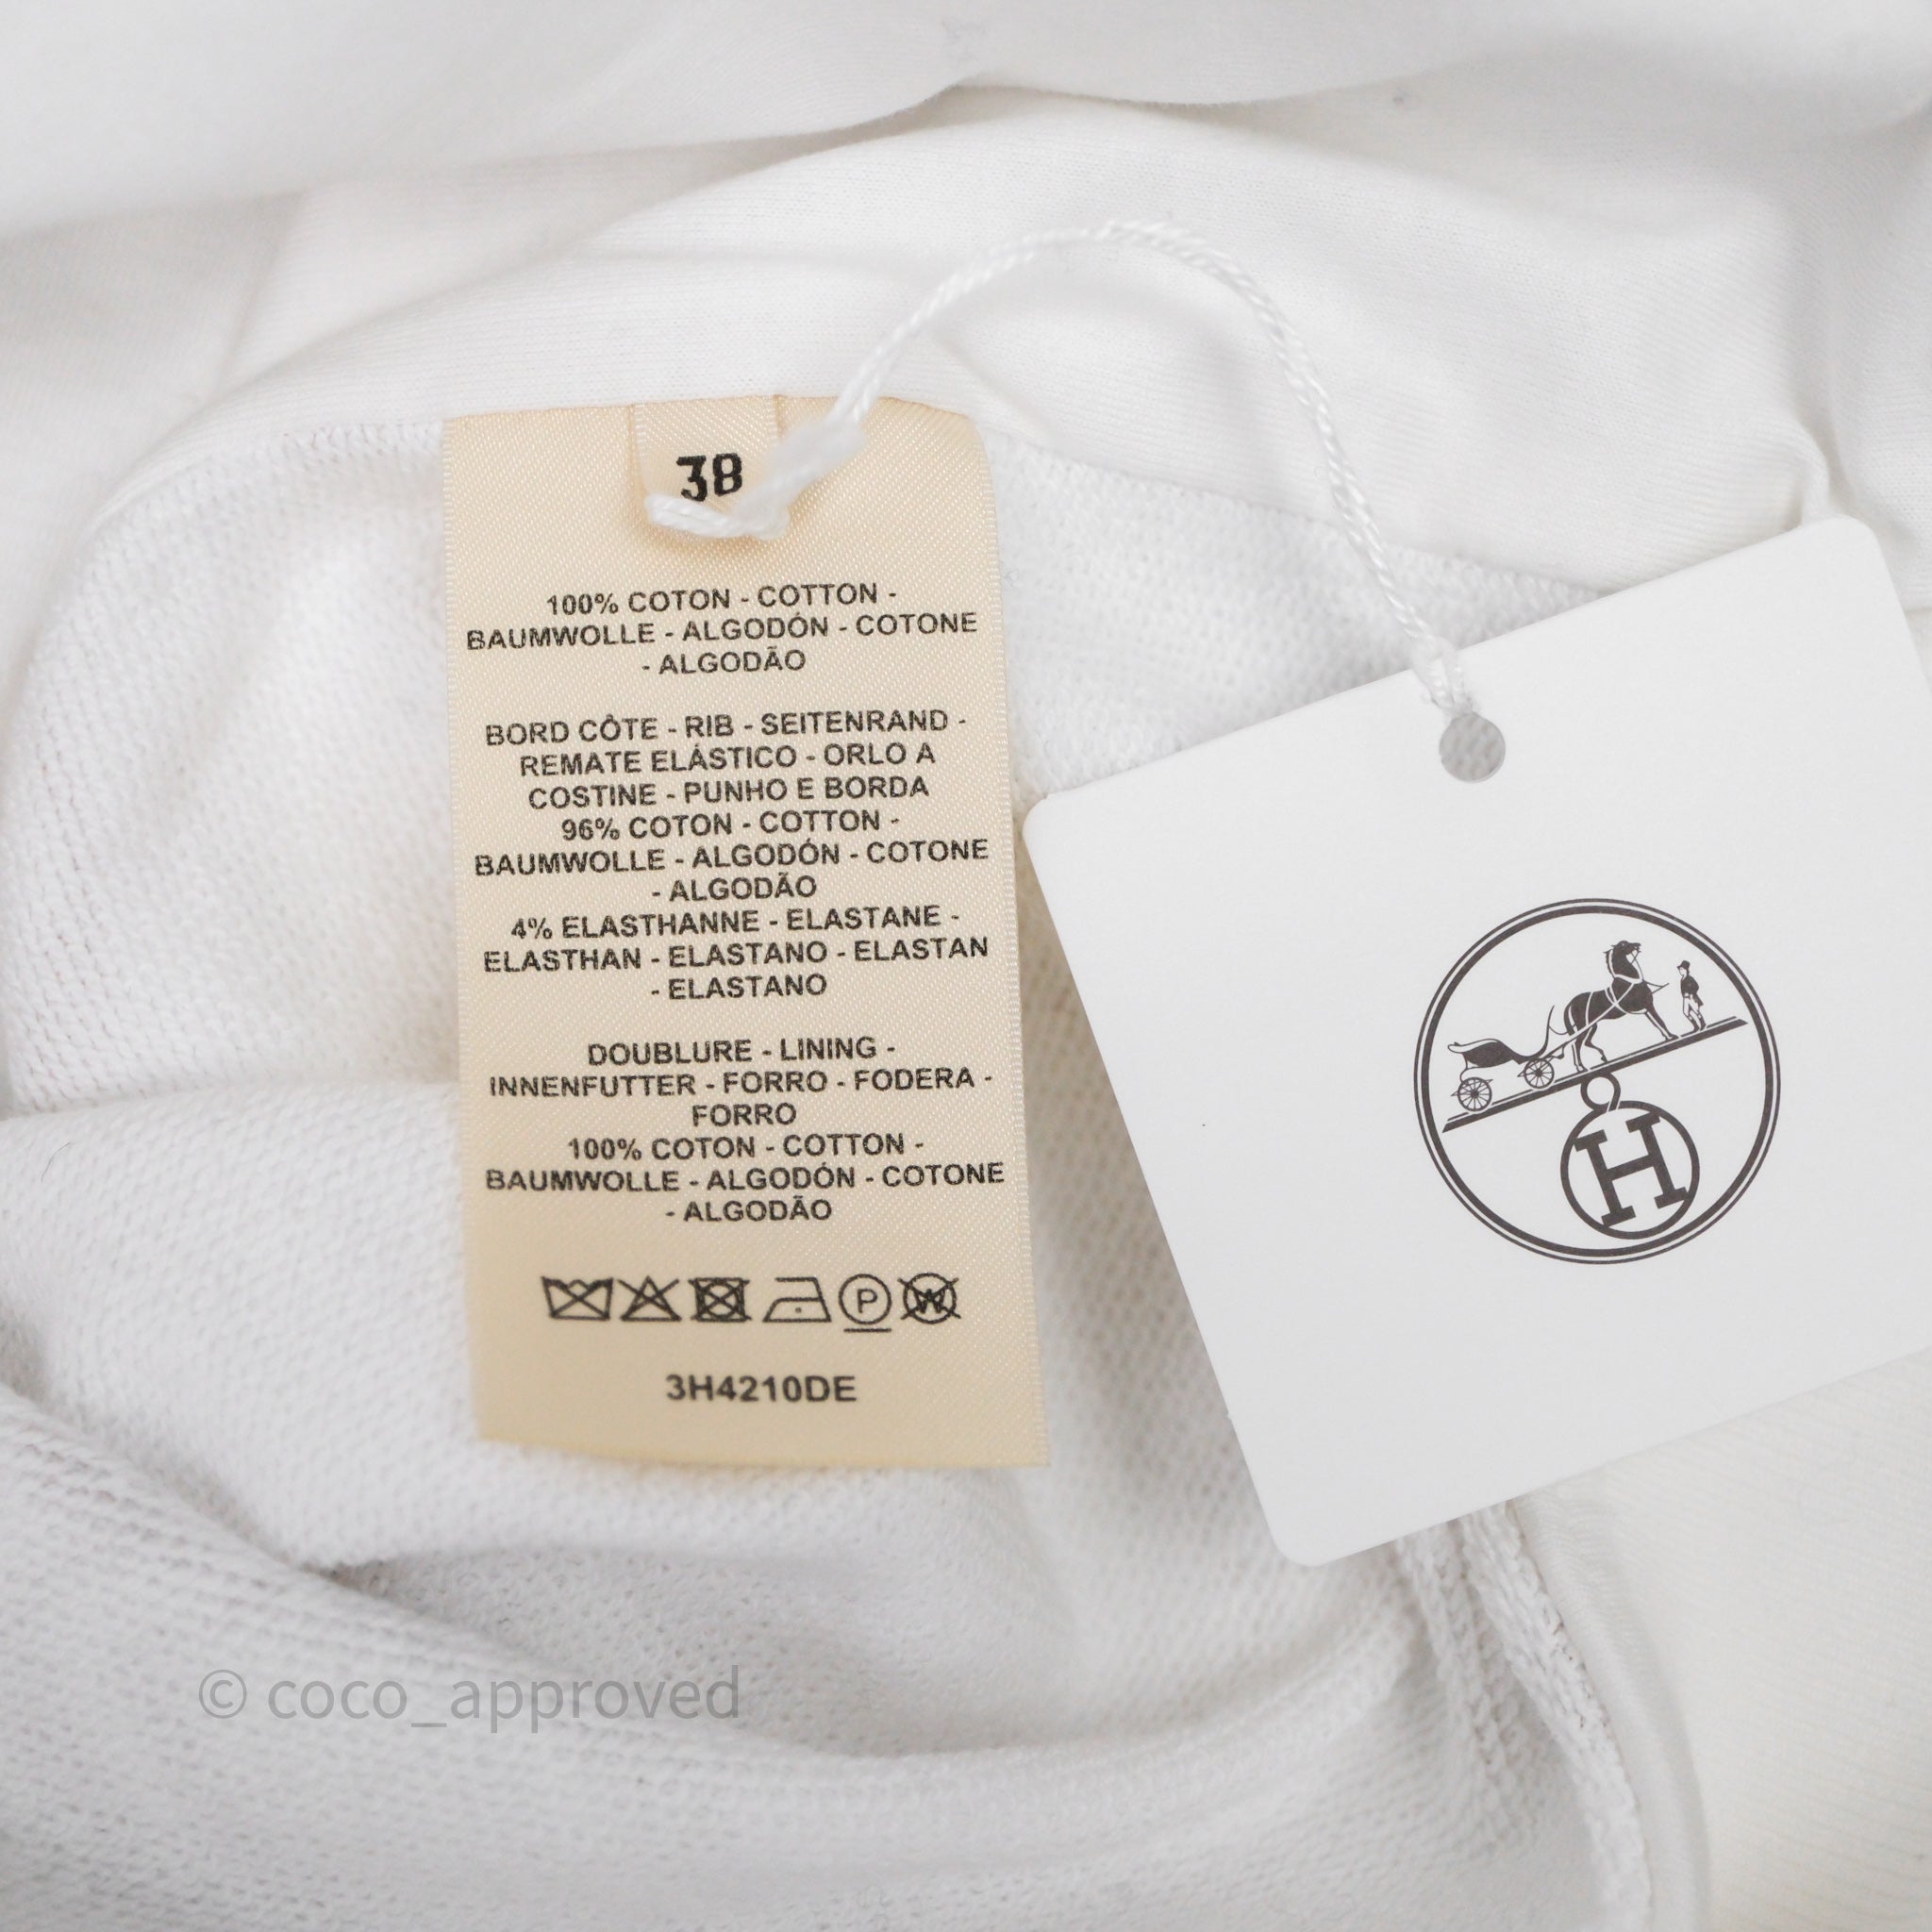 38
100% COTON - COTTON -
BAUMWOLLE - ALGODÓN - COTONE
- ALGODÃO
BORD CÔTE - RIB - SEITENRAND -
REMATE ELÁSTICO - ORLO A
COSTINE - PUNHO E BORDA
96% COTON - COTTON -
BAUMWOLLE - ALGODÓN - COTONE
- ALGODÃO
4% ELASTHANNE - ELASTANE -
ELASTHAN - ELASTANO - ELASTAN
- ELASTANO
DOUBLURE - LINING -
INNENFUTTER - FORRO - FODERA -
FORRO
100% COTON - COTTON -
BAUMWOLLE - ALGODÓN - COTONE
- ALGODÃO
P W
3H4210DE
H
© coco_approved